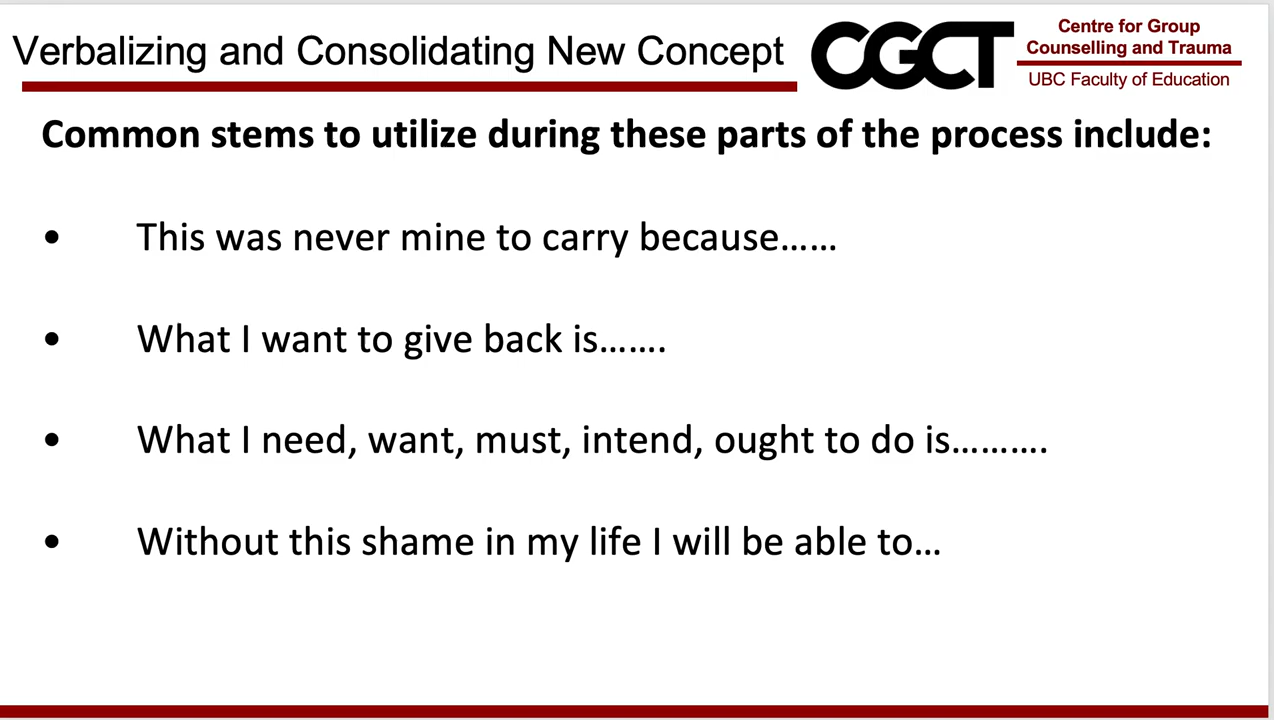 Verbalizing and Consolidating New Concept
CGCT
Centre for Group
Counselling and Trauma
UBC Faculty of Education
Common stems to utilize during these parts of the process include:
• This was never mine to carry because……
• What I want to give back is…….
• What I need, want, must, intend, ought to do is……….
• Without this shame in my life I will be able to…